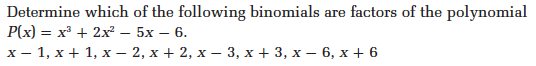 Determine which of the following binomials are factors of the polynomial
P(x) = x³ + 2x² − 5x − 6.
x − 1, x + 1, x − 2, x + 2, x − 3, x + 3, x − 6, x + 6